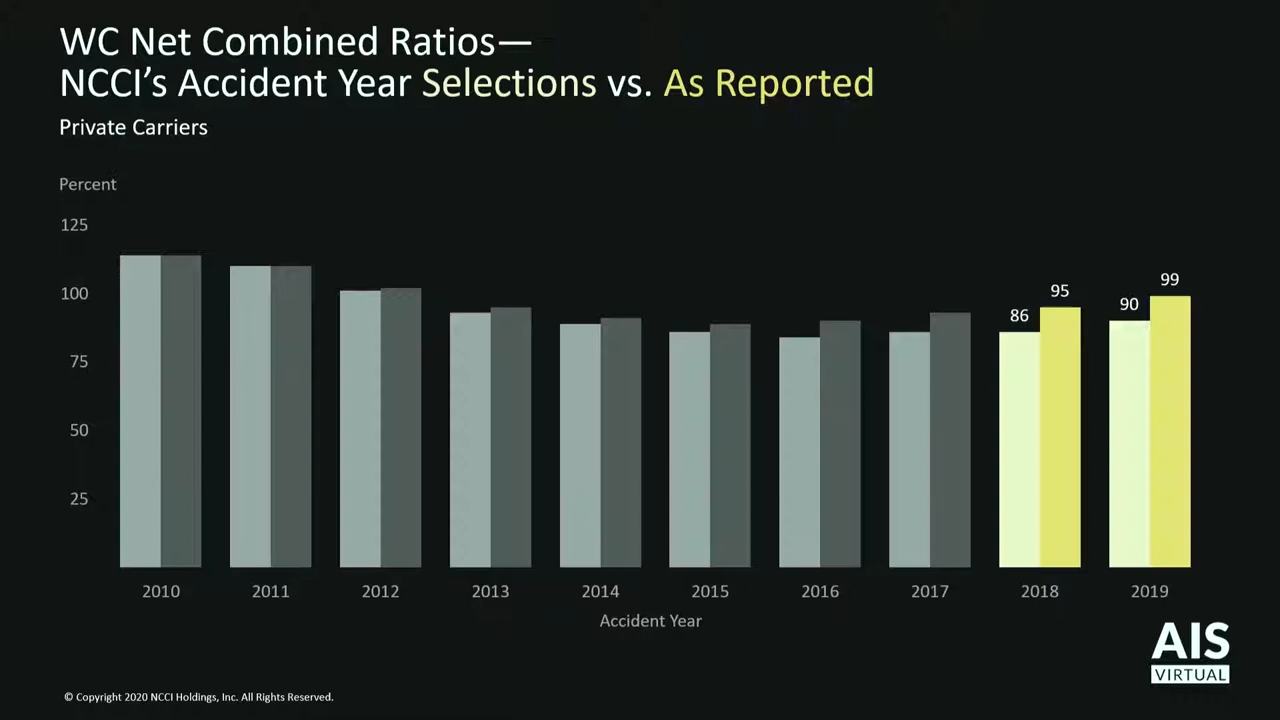 WC Net Combined Ratios—
NCCI's Accident Year Selections vs. As Reported
Private Carriers
Percent
125
100
75
50
25
86
95
90
99
2010
2011
2012
2013
2014
2015
2016
2017
2018
2019
Accident Year
AIS
VIRTUAL
© Copyright 2020 NCCI Holdings, Inc. All Rights Reserved.